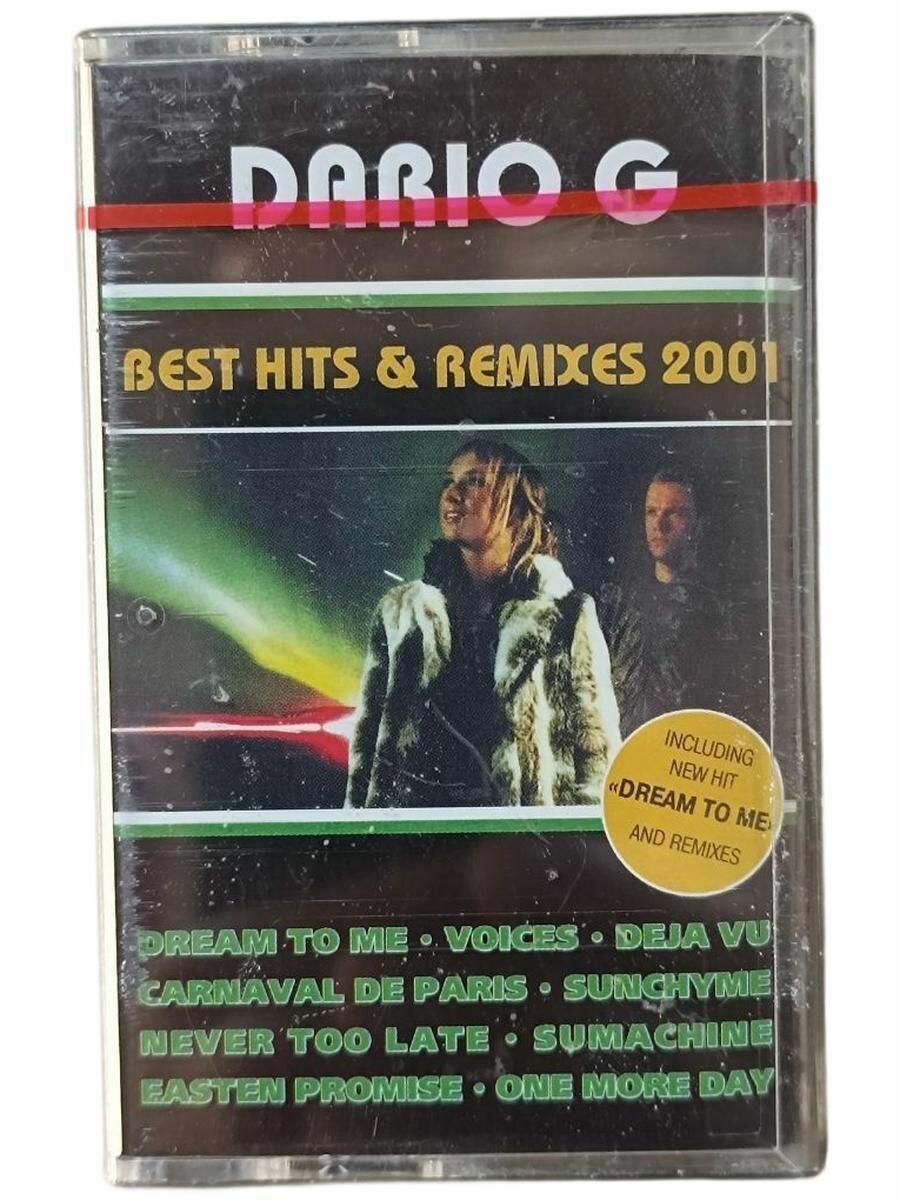 DARIO G
BEST HITS & REMIXES 2001
INCLUDING
NEW HIT
«DREAM TO ME»
AND REMIXES
DREAM TO ME • VOICES • DEJA VU
CARNAVAL DE PARIS • SUNCHYME
NEVER TOO LATE • SUMACHINE
EASTEN PROMISE • ONE MORE DAY